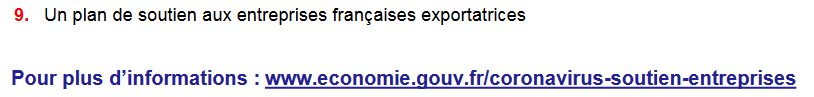 9. Un plan de soutien aux entreprises françaises exportatrices
Pour plus d’informations : www.economie.gouv.fr/coronavirus-soutien-entreprises